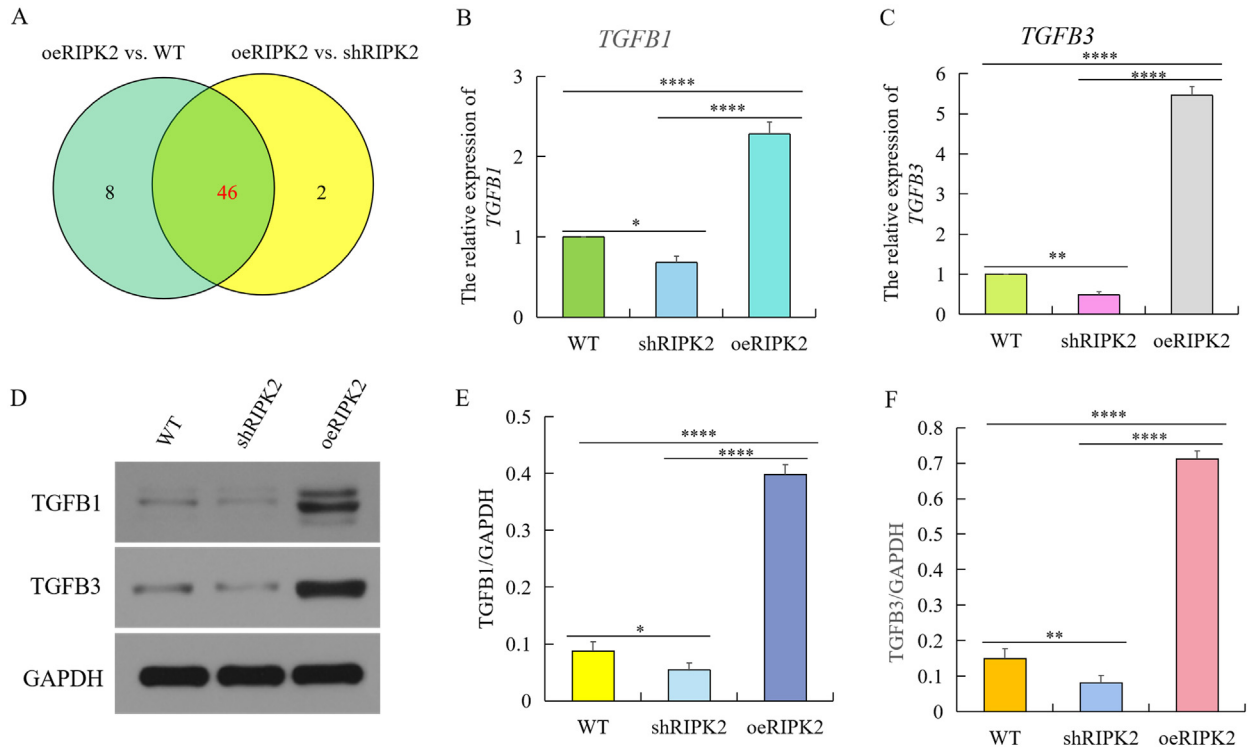 A
oeRIPK2 vs. WT
oeRIPK2 vs. shRIPK2
8
46
2
B
TGFB1
The relative expression of
TGFB1
3
2
1
0
****
****
*
WT
shRIPK2
oeRIPK2
C
TGFB3
The relative expression of
TGFB3
6
5
4
3
2
1
0
****
****
**
WT
shRIPK2
oeRIPK2
D
WT
shRIPK2
oeRIPK2
TGFB1
TGFB3
GAPDH
E
TGFB1/GAPDH
0.5
0.4
0.3
0.2
0.1
0
****
****
*
WT
shRIPK2
oeRIPK2
F
TGFB3/GAPDH
0.8
0.7
0.6
0.5
0.4
0.3
0.2
0.1
0
****
****
**
WT
shRIPK2
oeRIPK2